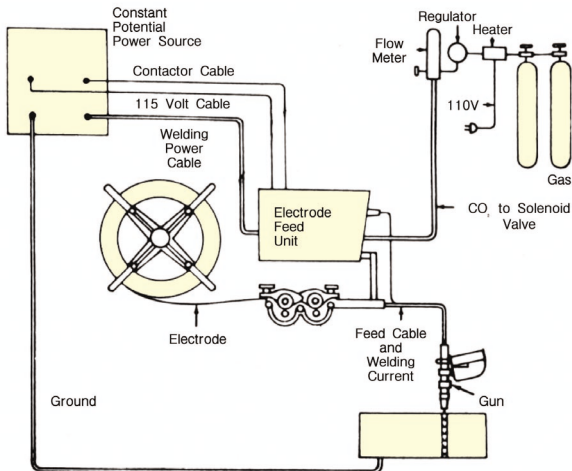 Constant
Potential
Power Source
Contactor Cable
115 Volt Cable
Welding
Power
Cable
Regulator
Heater
Flow
Meter
110V
Gas
CO2 to Solenoid
Valve
Electrode
Feed
Unit
Electrode
Feed Cable
and
Welding
Current
Gun
Ground